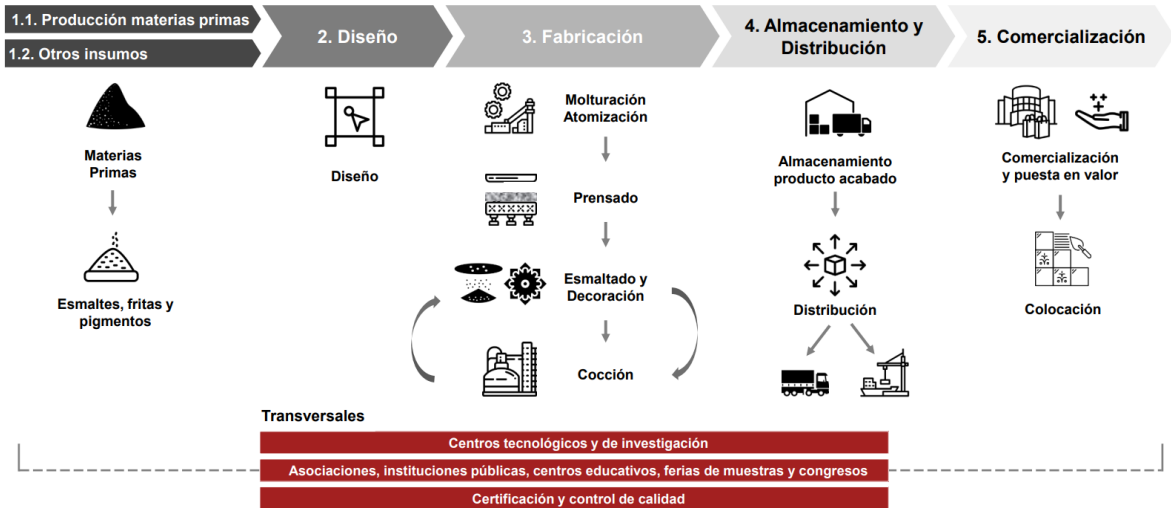 1.1. Producción materias primas
1.2. Otros insumos
2. Diseño
3. Fabricación
4. Almacenamiento y
Distribución
5. Comercialización
Materias
Primas
Esmaltes, fritas y
pigmentos
Diseño
Molturación
Atomización
Prensado
Esmaltado y
Decoración
Cocción
Almacenamiento
producto acabado
Distribución
Comercialización
y puesta en valor
Colocación
Transversales
Centros tecnológicos y de investigación
Asociaciones, instituciones públicas, centros educativos, ferias de muestras y congresos
Certificación y control de calidad